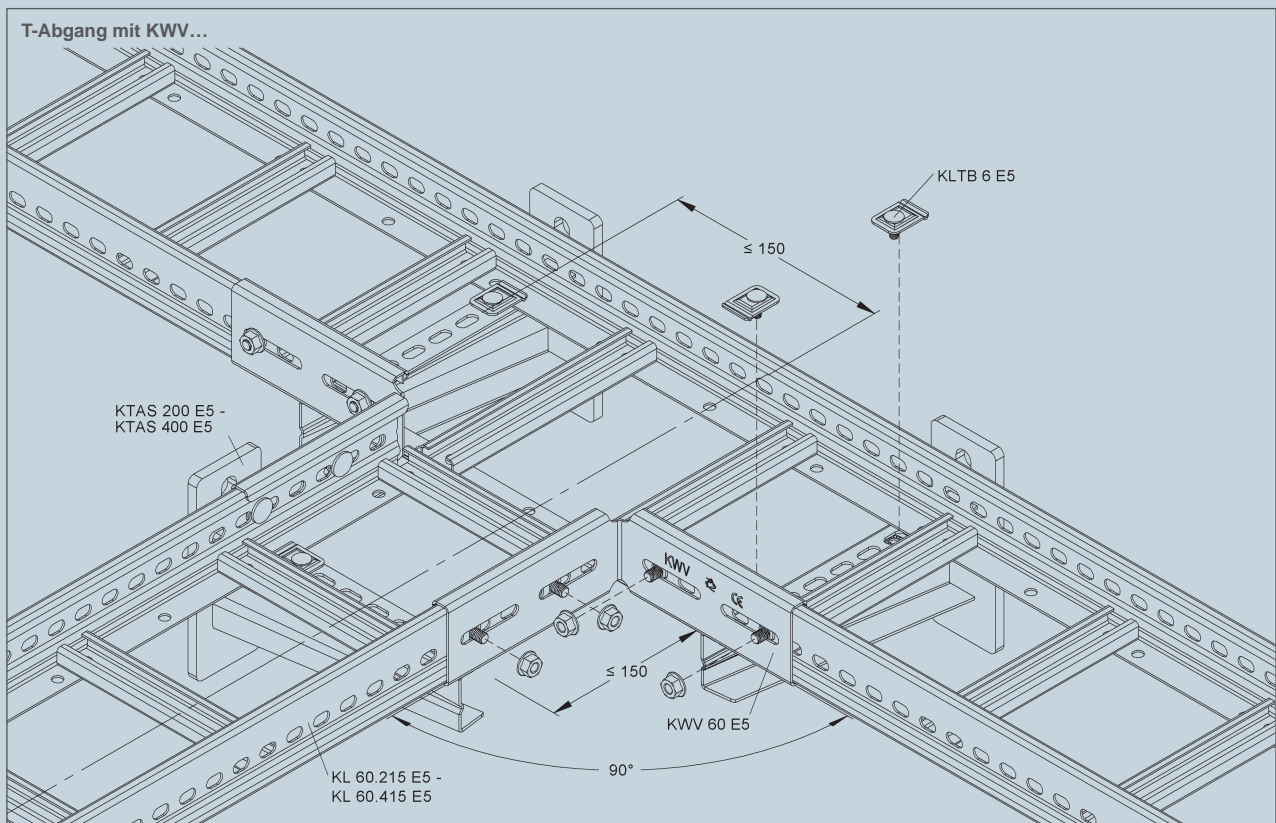 T-Abgang mit KWV...
KLTB 6 E5
≤ 150
KTAS 200 E5 -
KTAS 400 E5
KWV
CE
≤ 150
KWV 60 E5
90°
KL 60.215 E5 -
KL 60.415 E5